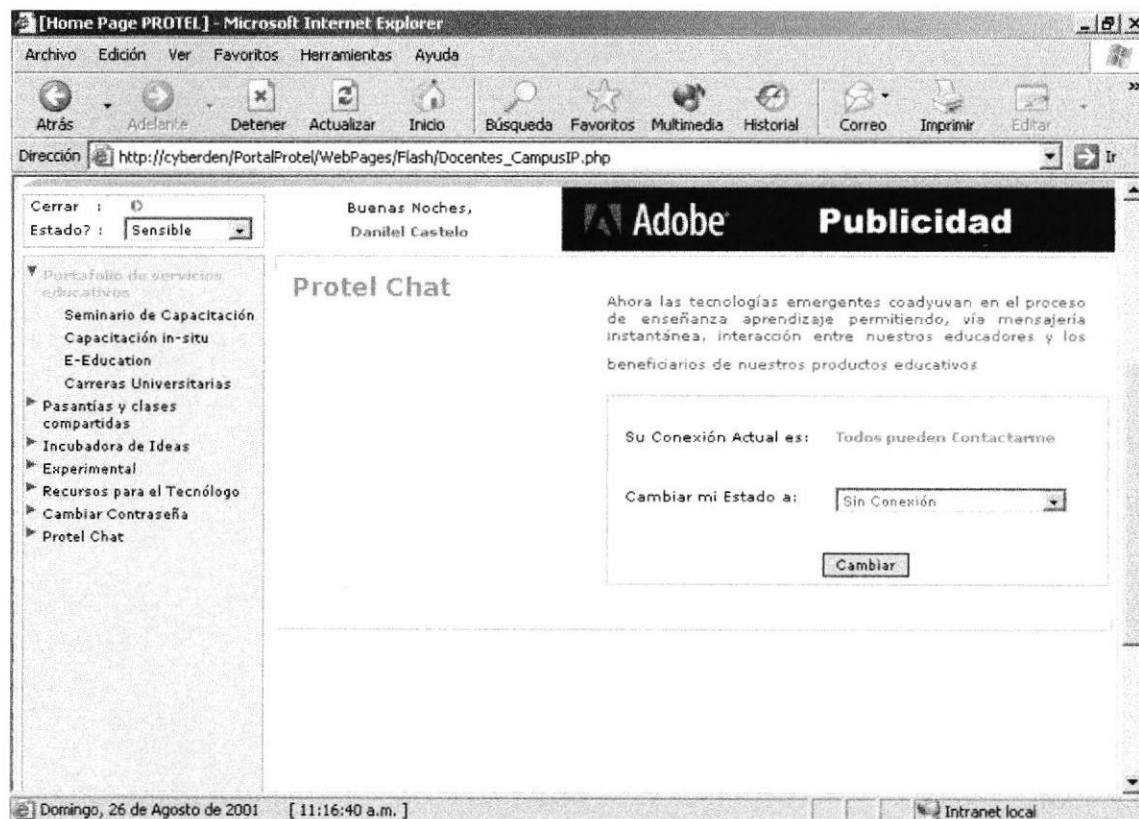 [Home Page PROTEL] - Microsoft Internet Explorer
Archivo Edición Ver Favoritos Herramientas Ayuda
Atrás Adelante Detener Actualizar Inicio Búsqueda Favoritos Multimedia Historial Correo Imprimir Editar
Dirección http://cyberden/PortalProtel/WebPages/Flash/Docentes_CampusIP.php Ir
Cerrar :
Estado? : Sensible
Buenas Noches,
Danilel Castelo
Adobe Publicidad
Portafolio de servicios
educativos
Seminario de Capacitación
Capacitación in-situ
E-Education
Carreras Universitarias
Pasantías y clases
compartidas
Incubadora de Ideas
Experimental
Recursos para el Tecnólogo
Cambiar Contraseña
Protel Chat
Protel Chat
Ahora las tecnologías emergentes coadyuvan en el proceso
de enseñanza aprendizaje permitiendo, vía mensajería
instantánea, interacción entre nuestros educadores y los
beneficiarios de nuestros productos educativos
Su Conexión Actual es: Todos pueden Contactarme
Cambiar mi Estado a: Sin Conexión
Cambiar
Domingo, 26 de Agosto de 2001 [ 11:16:40 a.m. ] Intranet local